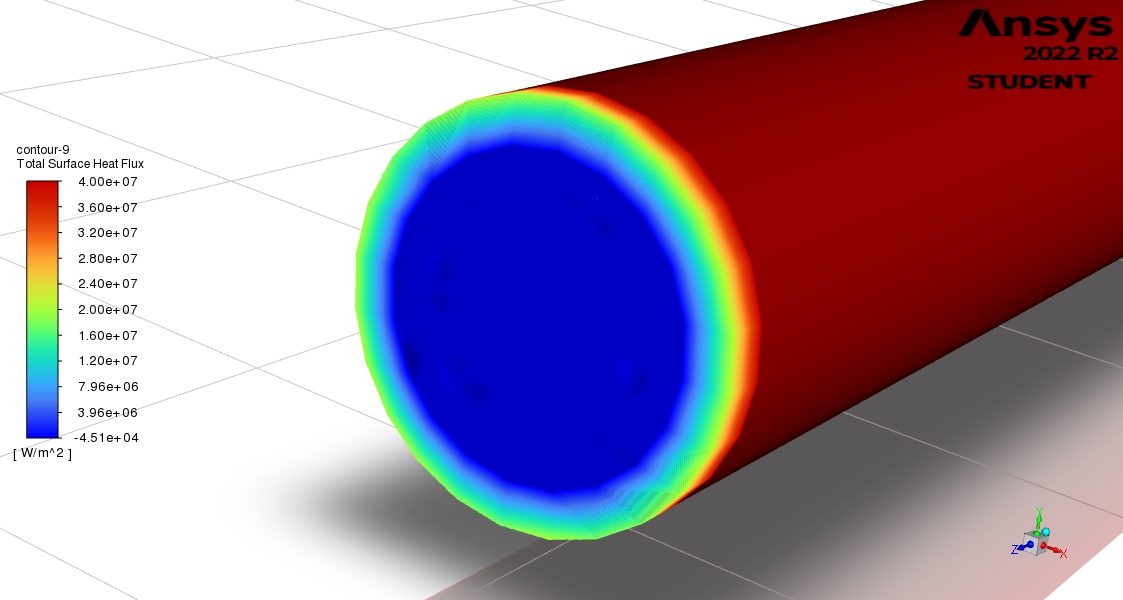 Ansys
2022 R2
STUDENT
contour-9
Total Surface Heat Flux
4.00e+07
3.60e+07
3.20e+07
2.80e+07
2.40e+07
2.00e+07
1.60e+07
1.20e+07
7.96e+06
3.96e+06
-4.51e+04
[ W/m^2 ]
Y
Z
X